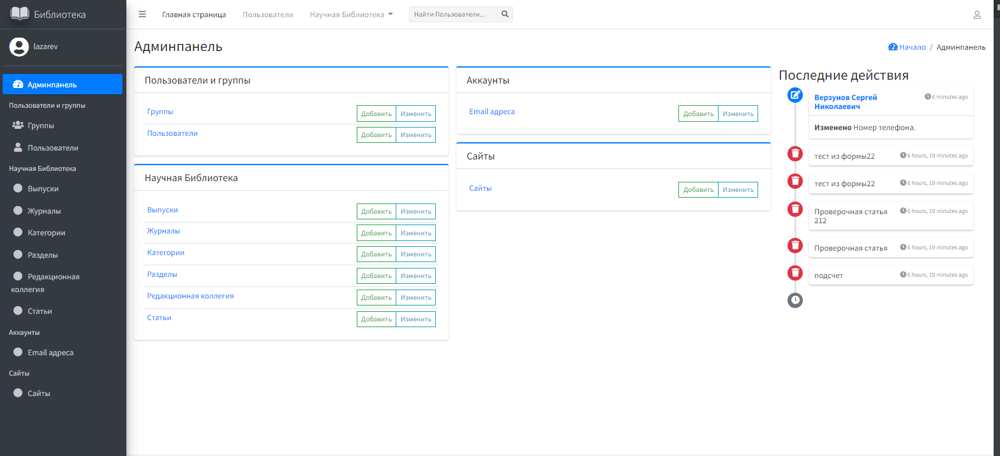 Библиотека
lazarev
Админпанель
Пользователи и группы
Группы
Пользователи
Научная Библиотека
Выпуски
Журналы
Категории
Разделы
Редакционная
коллегия
Статьи
Аккаунты
Email адреса
Сайты
Сайты
Главная страница Пользователи Научная Библиотека Найти Пользователи...
Админпанель
Начало / Админпанель
Пользователи и группы
Группы Добавить Изменить
Пользователи Добавить Изменить
Научная Библиотека
Выпуски Добавить Изменить
Журналы Добавить Изменить
Категории Добавить Изменить
Разделы Добавить Изменить
Редакционная коллегия Добавить Изменить
Статьи Добавить Изменить
Аккаунты
Email адреса Добавить Изменить
Сайты
Сайты Добавить Изменить
Последние действия
Верзунов Сергей 6 minutes ago
Николаевич
Изменено Номер телефона.
тест из формы22 6 hours, 19 minutes ago
тест из формы22 6 hours, 19 minutes ago
Проверочная статья 6 hours, 19 minutes ago
212
Проверочная статья 6 hours, 19 minutes ago
подсчет 6 hours, 19 minutes ago